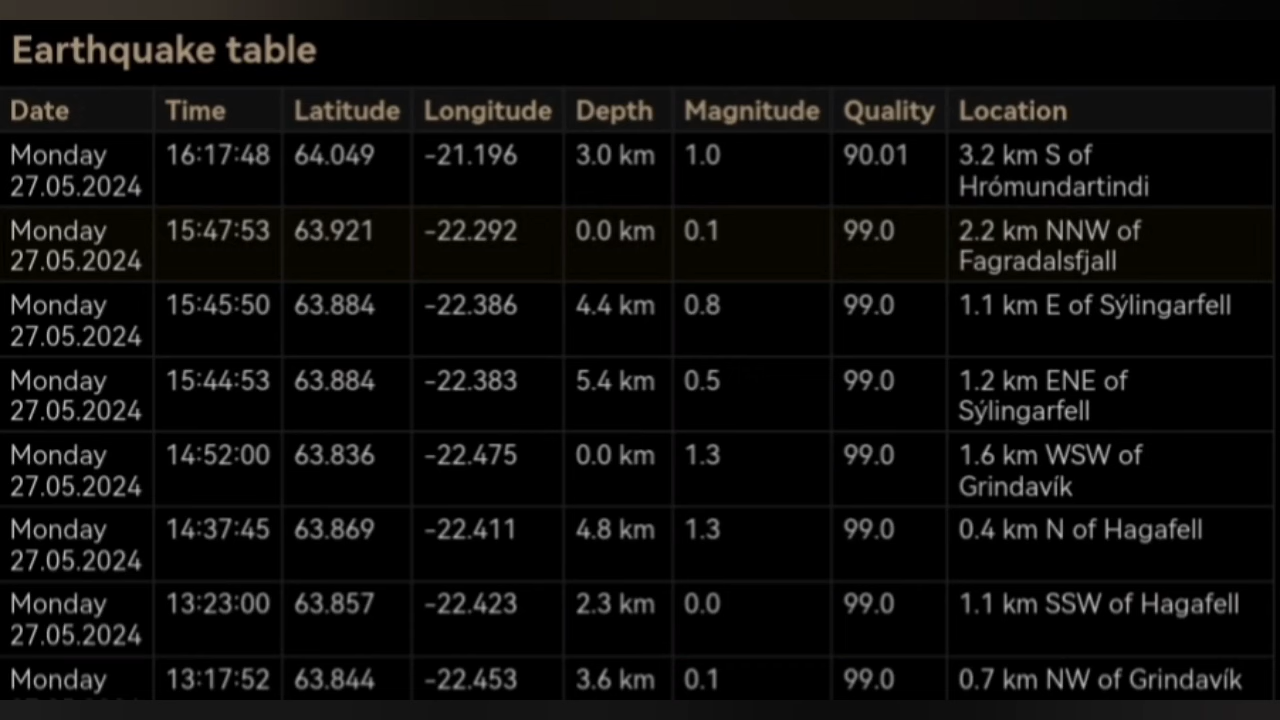 Earthquake table
Date Time Latitude Longitude Depth Magnitude Quality Location
Monday 16:17:48 64.049 -21.196 3.0 km 1.0 90.01 3.2 km S of
27.05.2024 Hrómundartindi
Monday 15:47:53 63.921 -22.292 0.0 km 0.1 99.0 2.2 km NNW of
27.05.2024 Fagradalsfjall
Monday 15:45:50 63.884 -22.386 4.4 km 0.8 99.0 1.1 km E of Sýlingarfell
27.05.2024
Monday 15:44:53 63.884 -22.383 5.4 km 0.5 99.0 1.2 km ENE of
27.05.2024 Sýlingarfell
Monday 14:52:00 63.836 -22.475 0.0 km 1.3 99.0 1.6 km WSW of
27.05.2024 Grindavík
Monday 14:37:45 63.869 -22.411 4.8 km 1.3 99.0 0.4 km N of Hagafell
27.05.2024
Monday 13:23:00 63.857 -22.423 2.3 km 0.0 99.0 1.1 km SSW of Hagafell
27.05.2024
Monday 13:17:52 63.844 -22.453 3.6 km 0.1 99.0 0.7 km NW of Grindavík